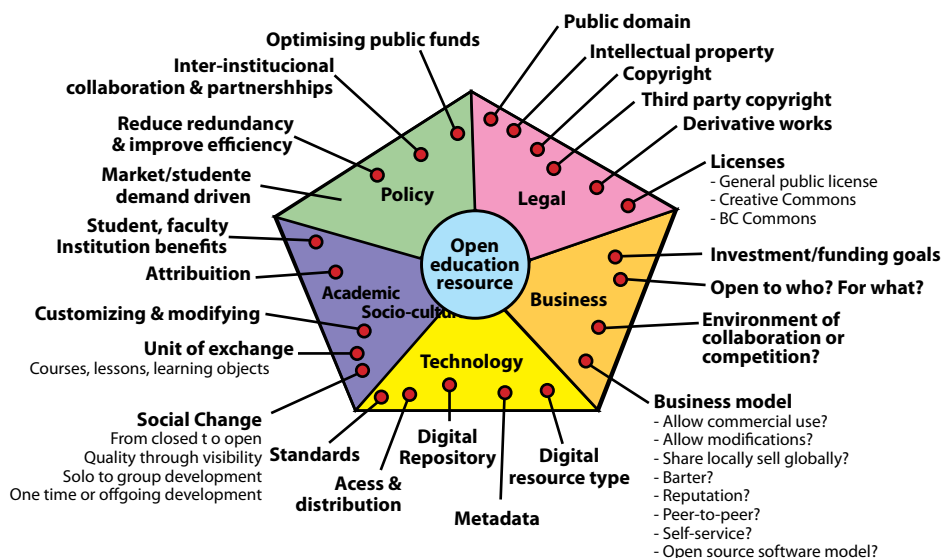 Public domain
Optimising public funds
Intellectual property
Inter-institucional
collaboration & partnershhips
Copyright
Third party copyright
Reduce redundancy
& improve efficiency
Derivative works
Market/studente
demand driven
Licenses
- General public license
- Creative Commons
- BC Commons
Policy
Legal
Student, faculty
Institution benefits
Open
education
resource
Investment/funding goals
Attribuition
Open to who? For what?
Academic
Socio-cultur
Business
Customizing & modifying
Environment of
collaboration or
competition?
Unit of exchange
Courses, lessons, learning objects
Technology
Business model
- Allow commercial use?
- Allow modifications?
- Share locally sell globally?
- Barter?
- Reputation?
- Peer-to-peer?
- Self-service?
- Open source software model?
Social Change
From closed t o open
Quality through visibility
Solo to group development
One time or offgoing development
Standards
Acess &
distribution
Digital
Repository
Metadata
Digital
resource type